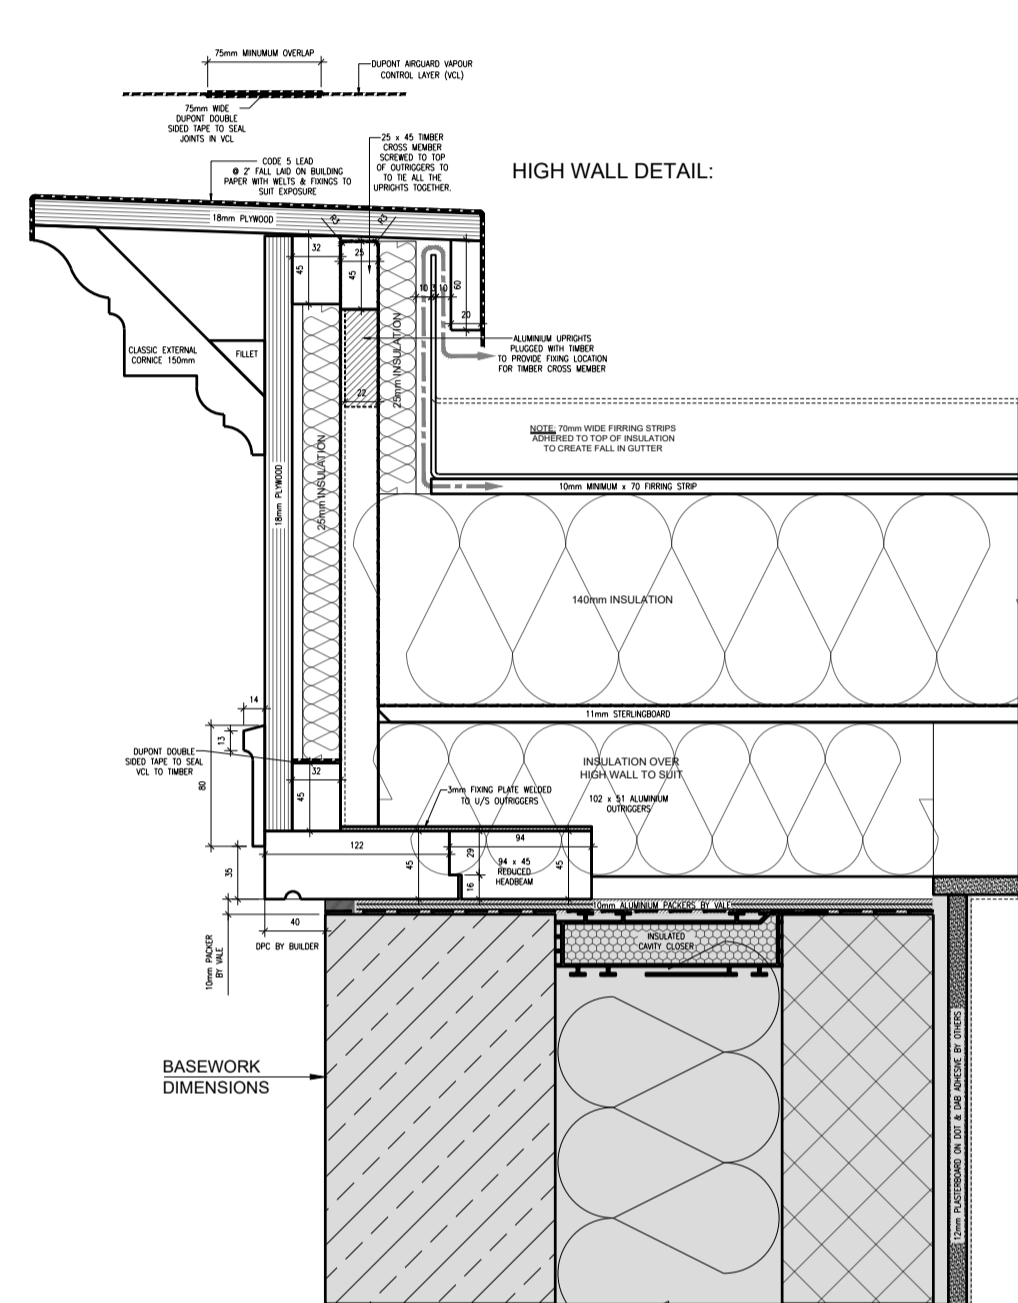 75mm MINUMUM OVERLAP
DUPONT AIRGUARD VAPOUR
CONTROL LAYER (VCL)
75mm WIDE
DUPONT DOUBLE
SIDED TAPE TO SEAL
JOINTS IN VCL
25 x 45 TIMBER
CROSS MEMBER
SCREWED TO TOP
OF OUTRIGGERS TO
TO TIE ALL THE
UPRIGHTS TOGETHER.
HIGH WALL DETAIL:
CODE 5 LEAD
@ 2° FALL LAID ON BUILDING
PAPER WITH WELTS & FIXINGS TO
SUIT EXPOSURE
18mm PLYWOOD
R3
R3
32
25
45
45
10
3
10
60
20
CLASSIC EXTERNAL
CORNICE 150mm
FILLET
ALUMINIUM UPRIGHTS
PLUGGED WITH TIMBER
TO PROVIDE FIXING LOCATION
FOR TIMBER CROSS MEMBER
25mm INSULATION
22
NOTE: 70mm WIDE FIRRING STRIPS
ADHERED TO TOP OF INSULATION
TO CREATE FALL IN GUTTER
18mm PLYWOOD
25mm INSULATION
10mm MINIMUM x 70 FIRRING STRIP
140mm INSULATION
11mm STERLINGBOARD
14
13
80
DUPONT DOUBLE
SIDED TAPE TO SEAL
VCL TO TIMBER
32
45
INSULATION OVER
HIGH WALL TO SUIT
102 x 51 ALUMINIUM
OUTRIGGERS
3mm FIXING PLATE WELDED
TO U/S OUTRIGGERS
122
94
35
45
29
16
94 x 45
REDUCED
HEADBEAM
45
10mm ALUMINIUM PACKERS BY VALE
40
DPC BY BUILDER
10mm PACKER
BY VALE
INSULATED
CAVITY CLOSER
BASEWORK
DIMENSIONS
12mm PLASTERBOARD ON DOT & DAB ADHESIVE BY OTHERS